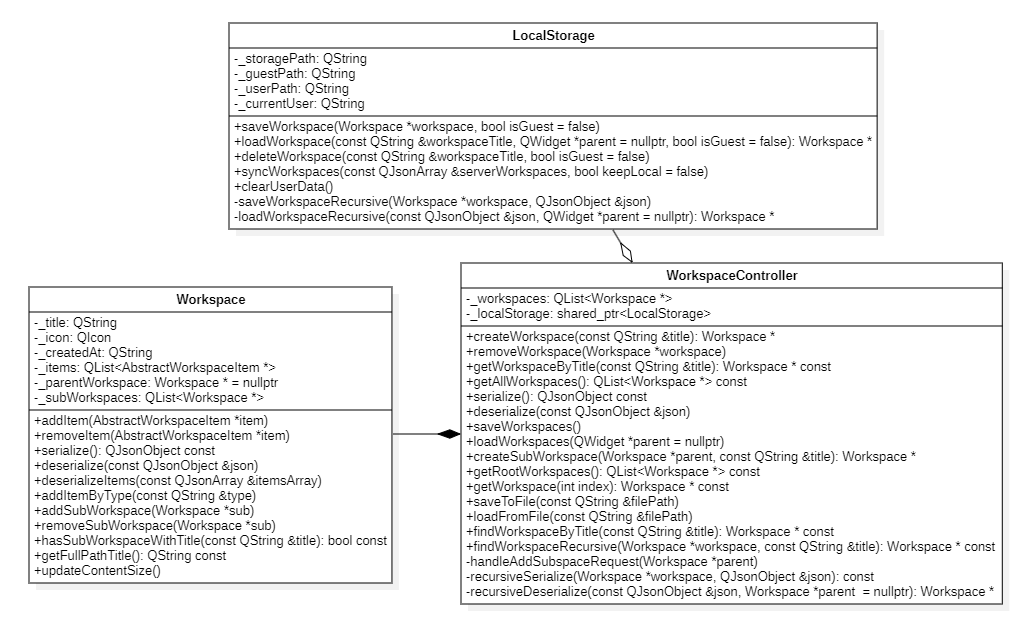 LocalStorage
-_storagePath: QString
-_guestPath: QString
-_userPath: QString
-_currentUser: QString
+saveWorkspace(Workspace *workspace, bool isGuest = false)
+loadWorkspace(const QString &workspaceTitle, QWidget *parent = nullptr, bool isGuest = false): Workspace *
+deleteWorkspace(const QString &workspaceTitle, bool isGuest = false)
+syncWorkspaces(const QJsonArray &serverWorkspaces, bool keepLocal = false)
+clearUserData()
-saveWorkspaceRecursive(Workspace *workspace, QJsonObject &json)
-loadWorkspaceRecursive(const QJsonObject &json, QWidget *parent = nullptr): Workspace *
Workspace
-_title: QString
-_icon: QIcon
-_createdAt: QString
-_items: QList<AbstractWorkspaceItem *>
-_parentWorkspace: Workspace * = nullptr
-_subWorkspaces: QList<Workspace *>
+addItem(AbstractWorkspaceItem *item)
+removeItem(AbstractWorkspaceItem *item)
+serialize(): QJsonObject const
+deserialize(const QJsonObject &json)
+deserializeItems(const QJsonArray &itemsArray)
+addItemByType(const QString &type)
+addSubWorkspace(Workspace *sub)
+removeSubWorkspace(Workspace *sub)
+hasSubWorkspaceWithTitle(const QString &title): bool const
+getFullPathTitle(): QString const
+updateContentSize()
WorkspaceController
-_workspaces: QList<Workspace *>
-_localStorage: shared_ptr<LocalStorage>
+createWorkspace(const QString &title): Workspace *
+removeWorkspace(Workspace *workspace)
+getWorkspaceByTitle(const QString &title): Workspace * const
+getAllWorkspaces(): QList<Workspace *> const
+serialize(): QJsonObject const
+deserialize(const QJsonObject &json)
+saveWorkspaces()
+loadWorkspaces(QWidget *parent = nullptr)
+createSubWorkspace(Workspace *parent, const QString &title): Workspace *
+getRootWorkspaces(): QList<Workspace *> const
+getWorkspace(int index): Workspace * const
+saveToFile(const QString &filePath)
+loadFromFile(const QString &filePath)
+findWorkspaceByTitle(const QString &title): Workspace * const
+findWorkspaceRecursive(Workspace *workspace, const QString &title): Workspace * const
-handleAddSubspaceRequest(Workspace *parent)
-recursiveSerialize(Workspace *workspace, QJsonObject &json): const
-recursiveDeserialize(const QJsonObject &json, Workspace *parent  = nullptr): Workspace *